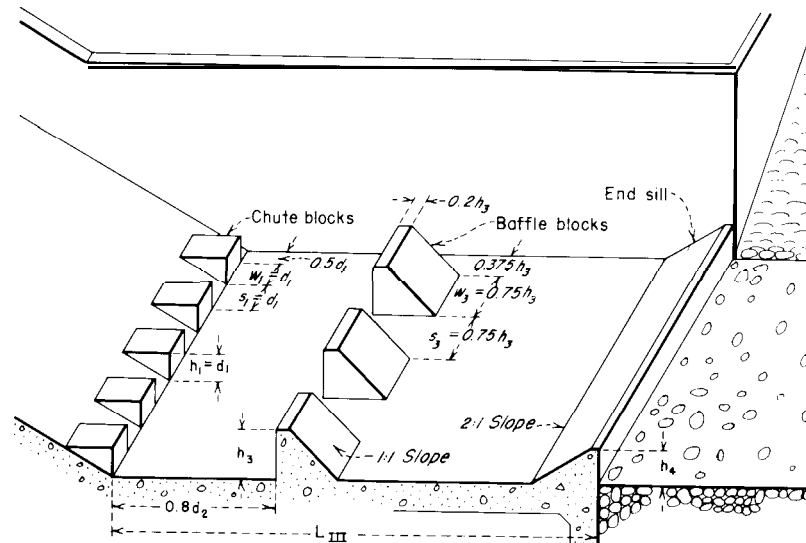 0.2h₃
End sill
Chute blocks
Baffle blocks
0.5d₁
w₁=d₁
s₁=d₁
0.375h₃
w₃=0.75h₃
s₃=0.75h₃
h₁=d₁
2:1 Slope
h₃
1:1 Slope
h₄
0.8d₂
L III